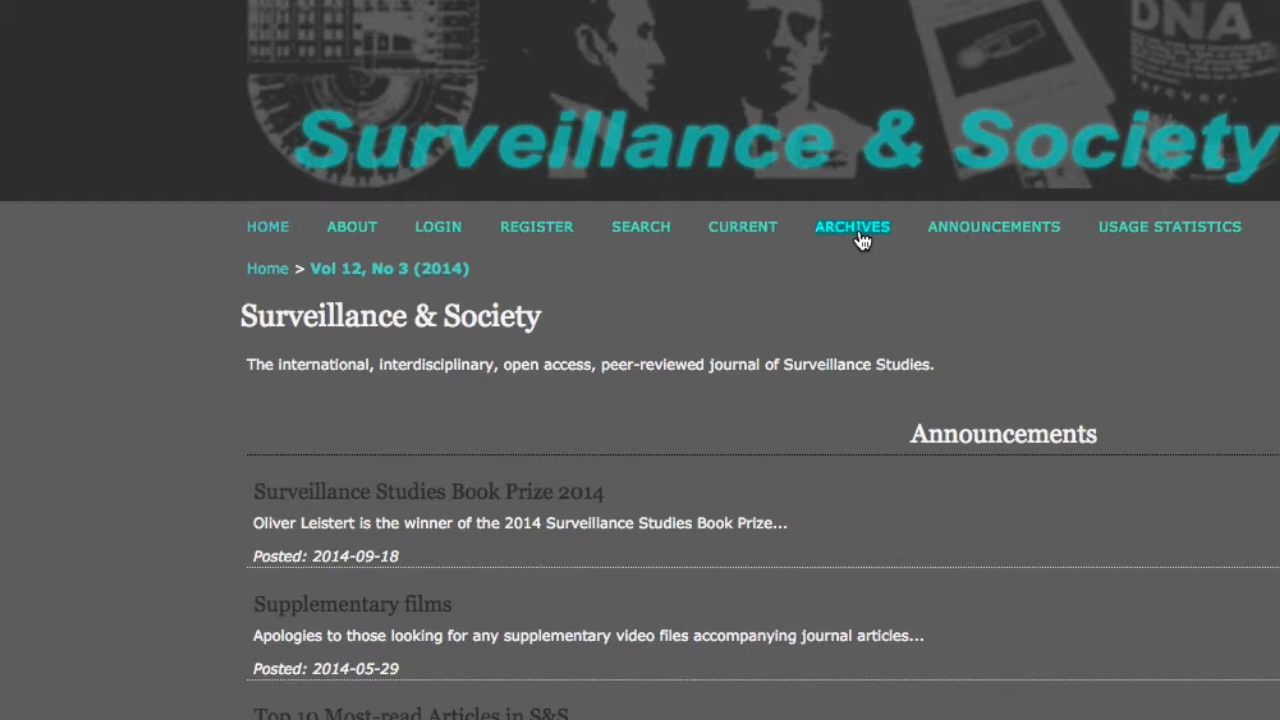 DNA
forever.
Surveillance & Society
HOME ABOUT LOGIN REGISTER SEARCH CURRENT ARCHIVES ANNOUNCEMENTS USAGE STATISTICS
Home > Vol 12, No 3 (2014)
Surveillance & Society
The international, interdisciplinary, open access, peer-reviewed journal of Surveillance Studies.
Announcements
Surveillance Studies Book Prize 2014
Oliver Leistert is the winner of the 2014 Surveillance Studies Book Prize...
Posted: 2014-09-18
Supplementary films
Apologies to those looking for any supplementary video files accompanying journal articles...
Posted: 2014-05-29
Top 10 Most-read Articles in S&S